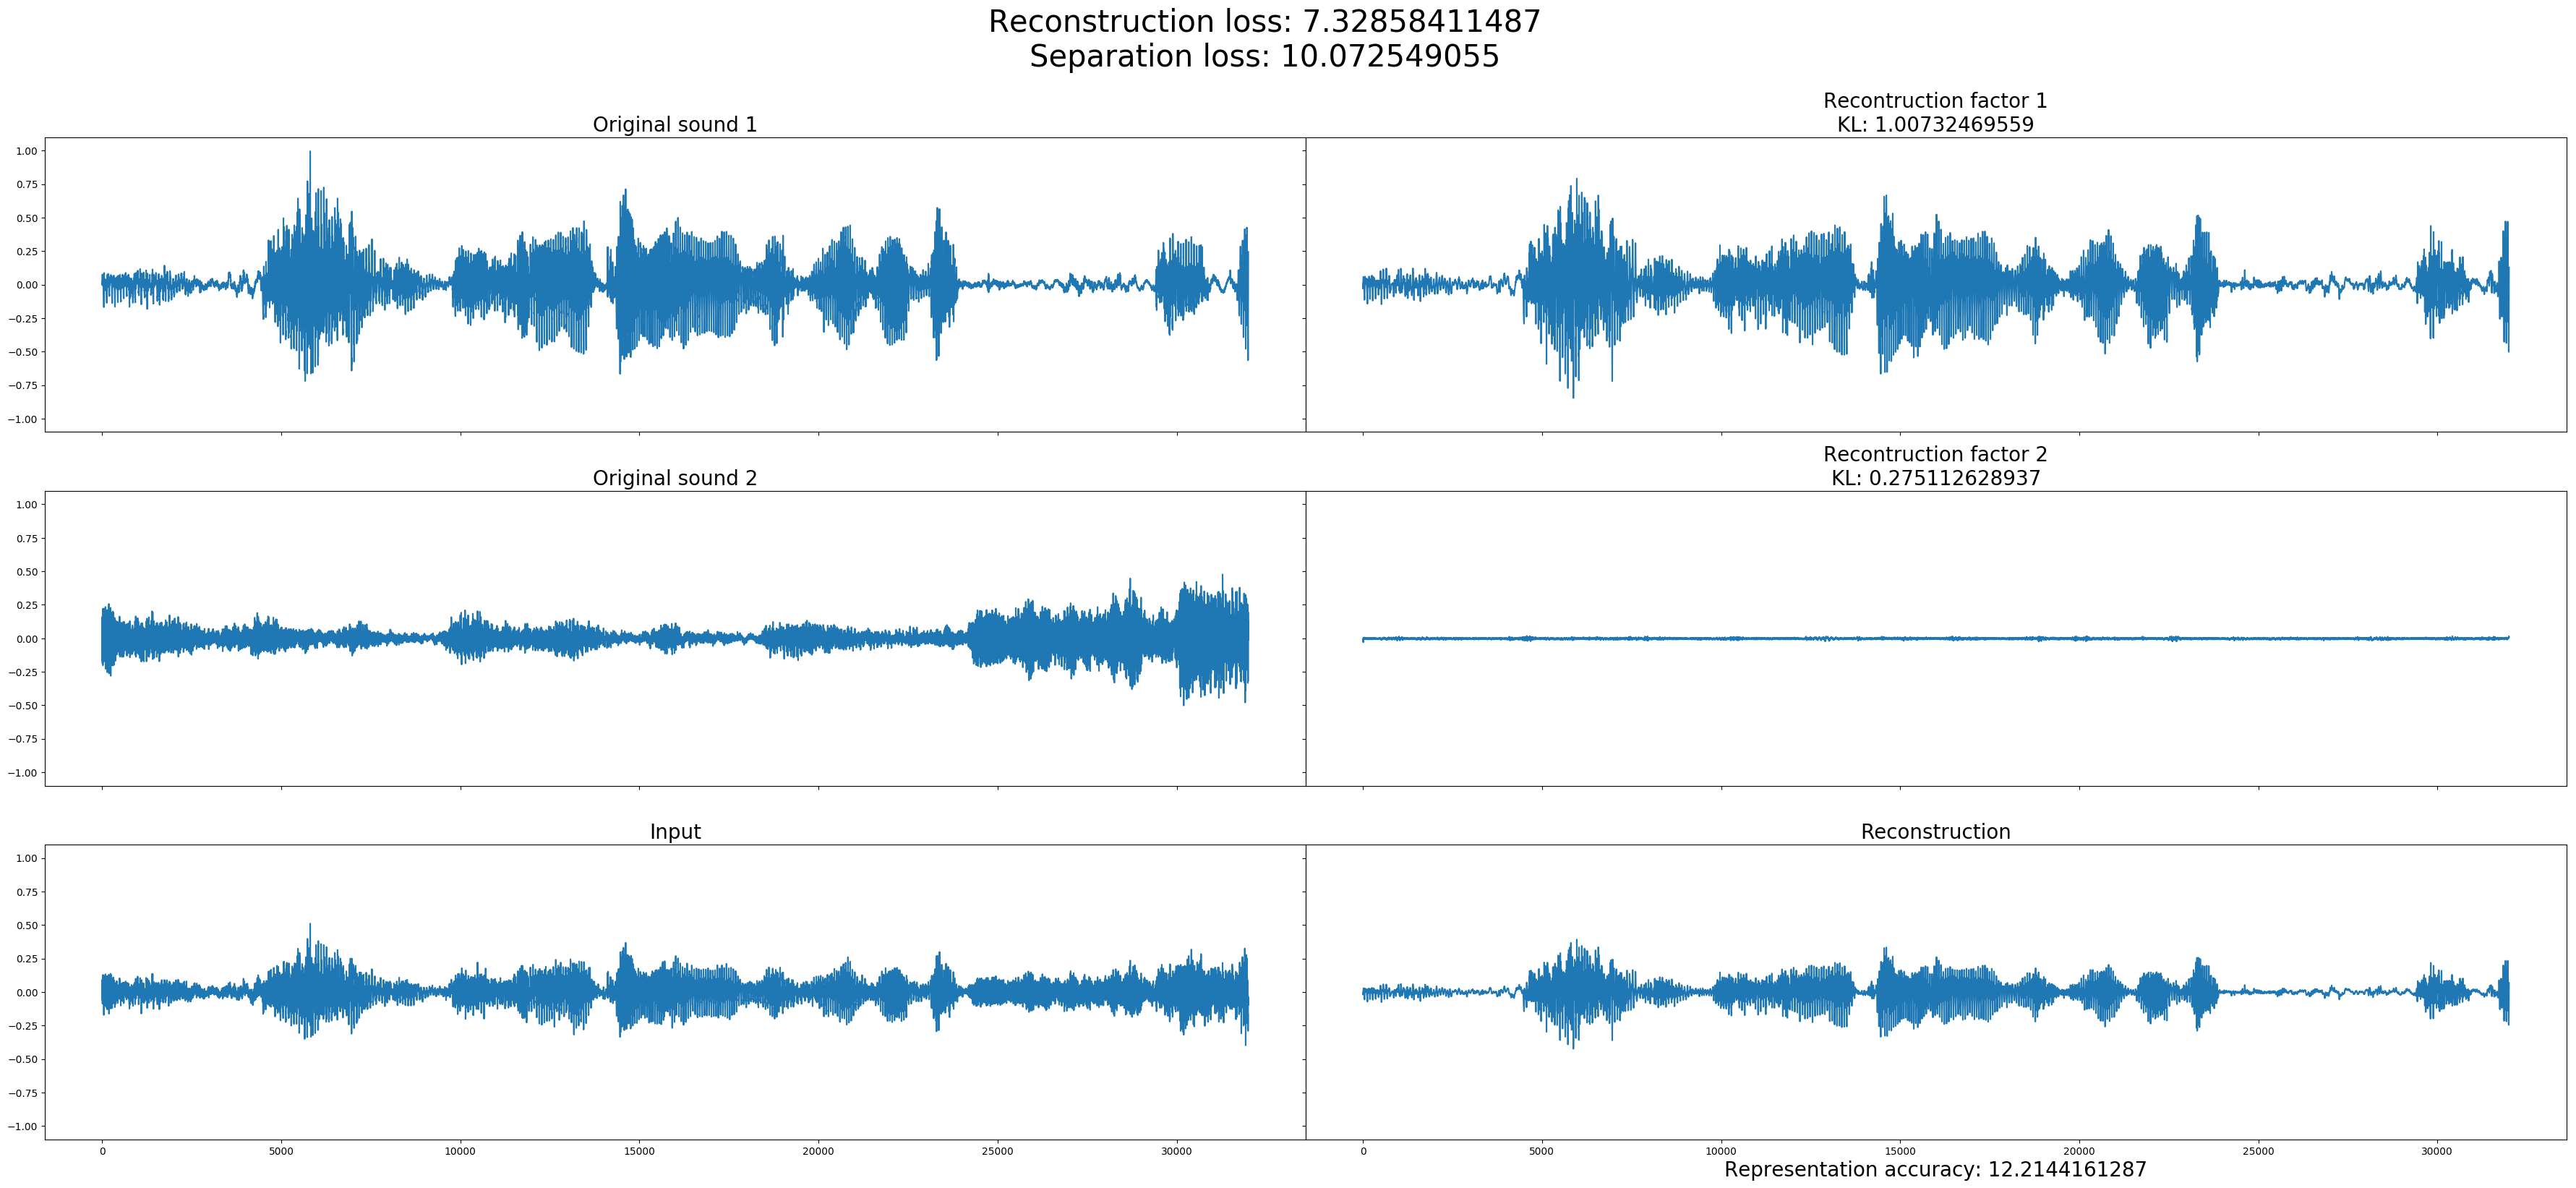 Reconstruction loss: 7.32858411487
Separation loss: 10.072549055
Original sound 1
Recontruction factor 1
KL: 1.00732469559
1.00
0.75
0.50
0.25
0.00
−0.25
−0.50
−0.75
−1.00
Original sound 2
Recontruction factor 2
KL: 0.275112628937
1.00
0.75
0.50
0.25
0.00
−0.25
−0.50
−0.75
−1.00
Input
Reconstruction
1.00
0.75
0.50
0.25
0.00
−0.25
−0.50
−0.75
−1.00
0 5000 10000 15000 20000 25000 30000
0 5000 10000 15000 20000 25000 30000
Representation accuracy: 12.2144161287